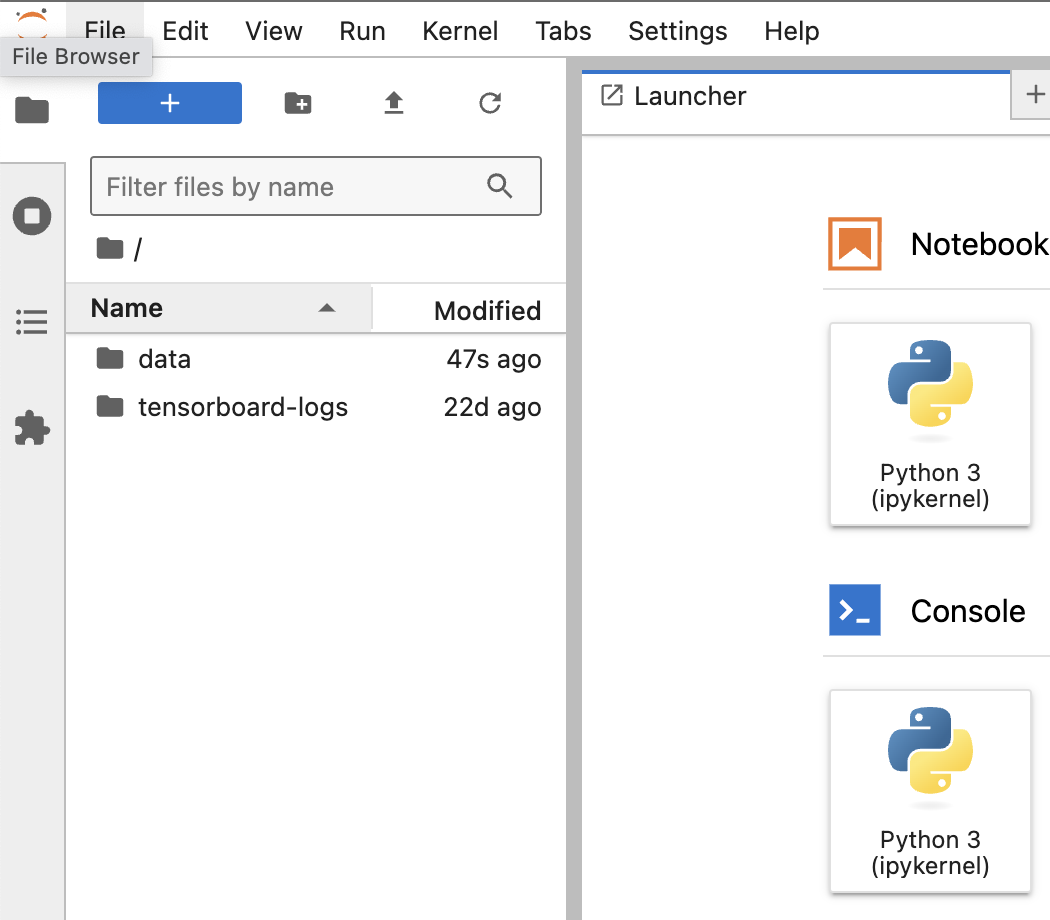 File Edit View Run Kernel Tabs Settings Help
File Browser
+
Launcher
+
Filter files by name
/
Name Modified
data 47s ago
tensorboard-logs 22d ago
Notebook
Python 3
(ipykernel)
Console
Python 3
(ipykernel)